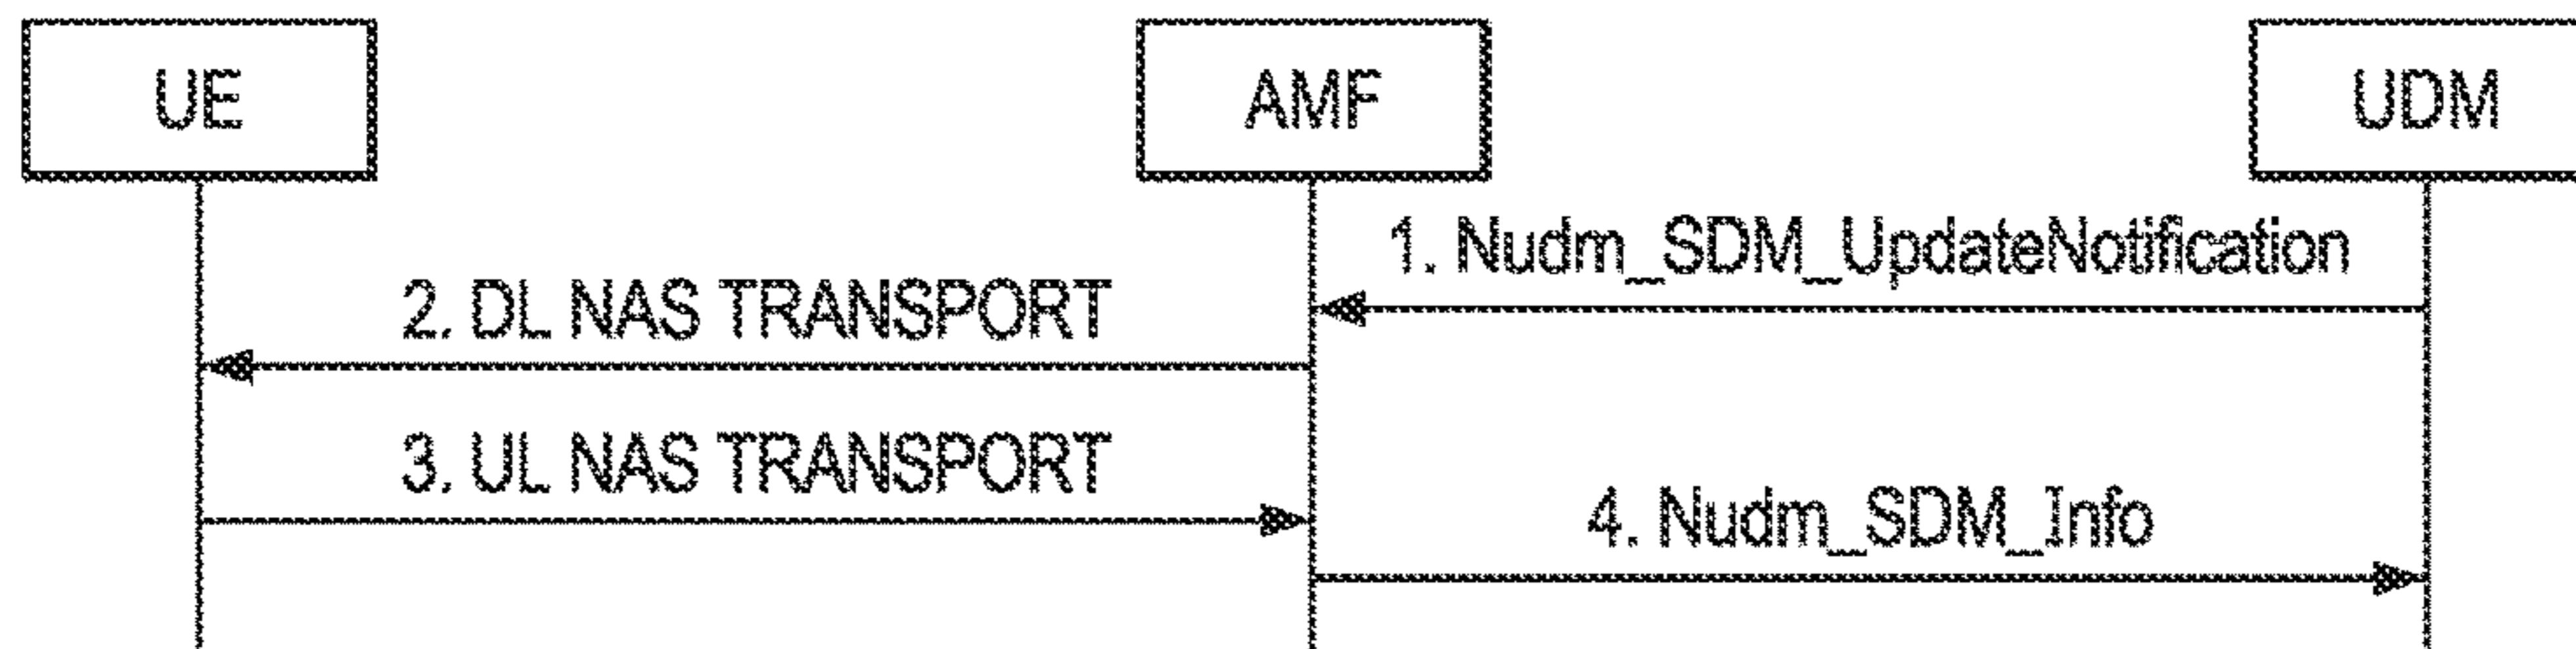 UE
AMF
UDM
1. Nudm_SDM_UpdateNotification
2. DL NAS TRANSPORT
3. UL NAS TRANSPORT
4. Nudm_SDM_Info